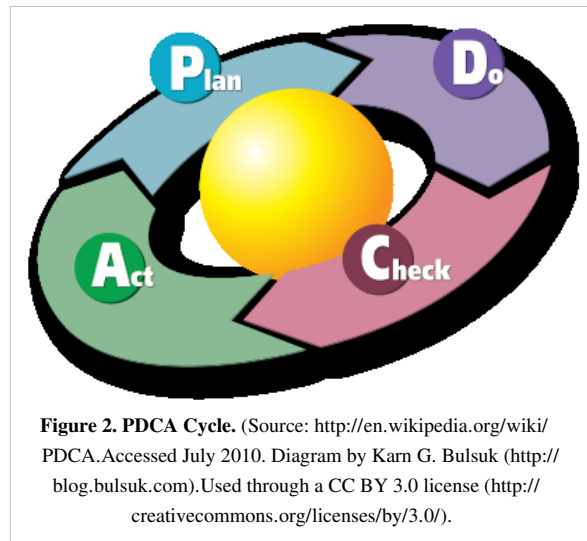 Plan
Do
Act
Check
Figure 2. PDCA Cycle. (Source: http://en.wikipedia.org/wiki/
PDCA.Accessed July 2010. Diagram by Karn G. Bulsuk (http://
blog.bulsuk.com).Used through a CC BY 3.0 license (http://
creativecommons.org/licenses/by/3.0/).